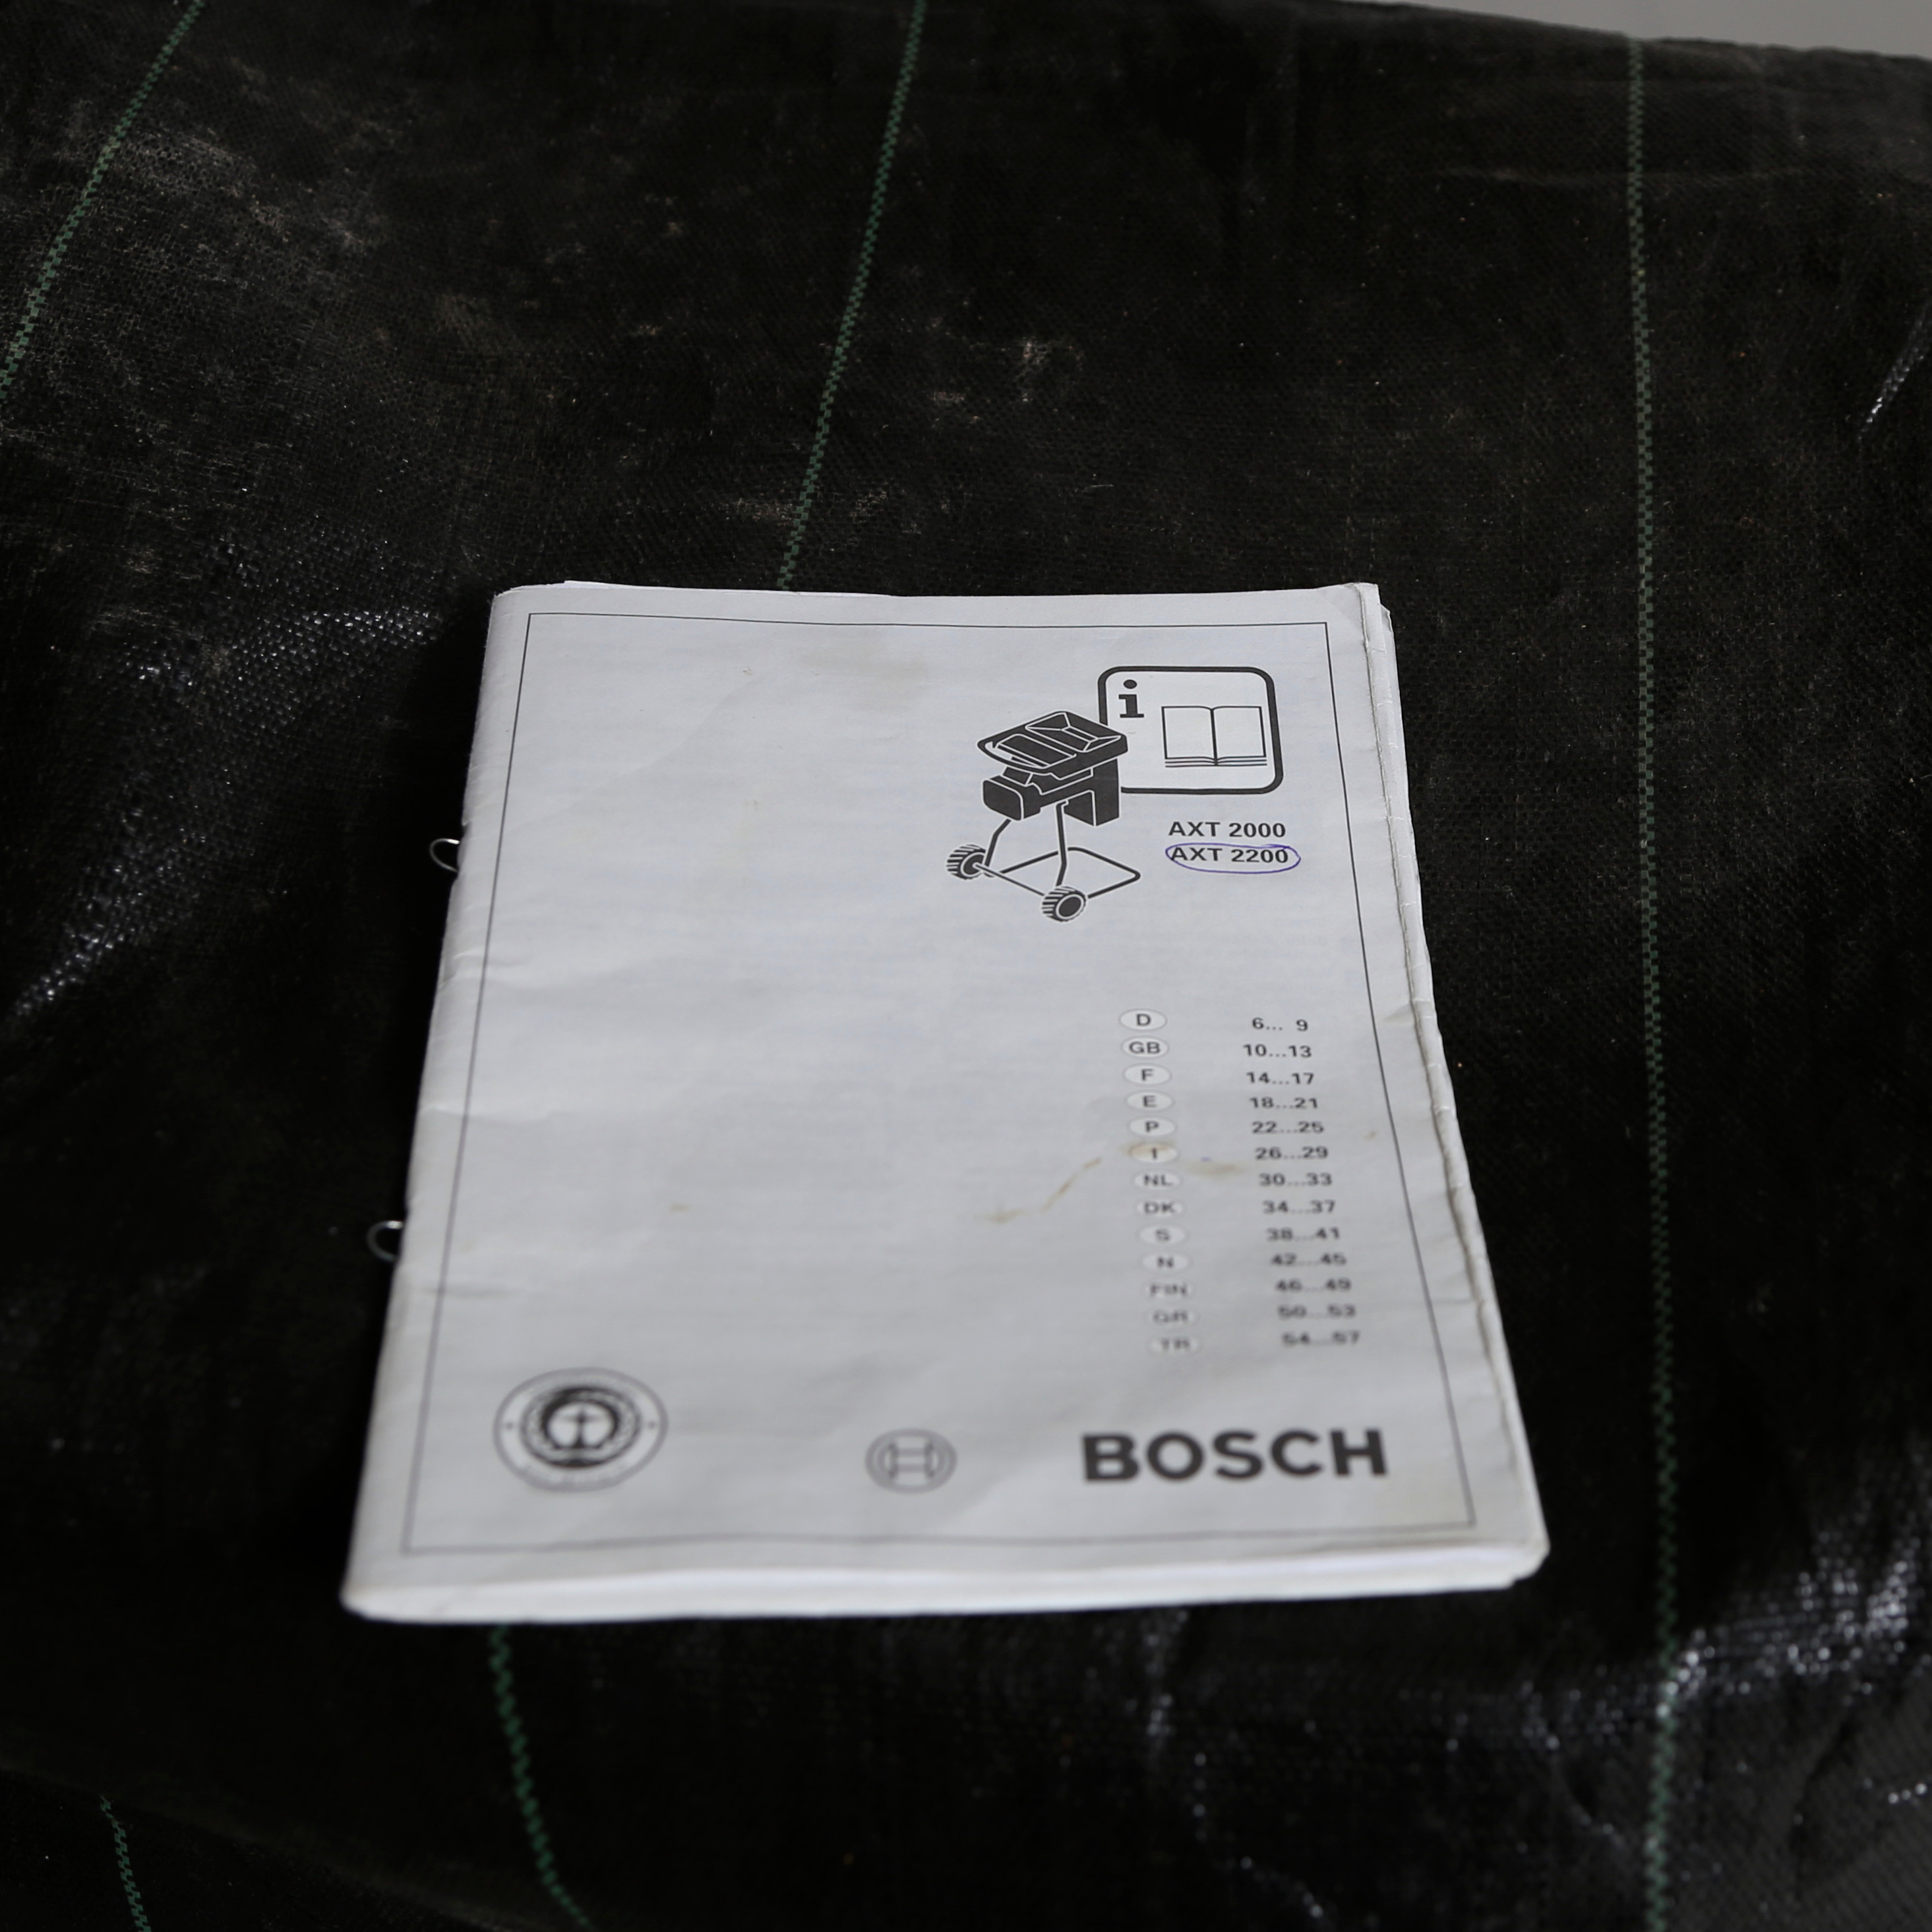 i
AXT 2000
AXT 2200
D 6... 9
GB 10...13
F 14...17
E 18...21
P 22...25
I 26...29
NL 30...33
DK 34...37
S 38...41
N 42...45
FIN 46...49
GR 50...53
TR 54...57
BOSCH